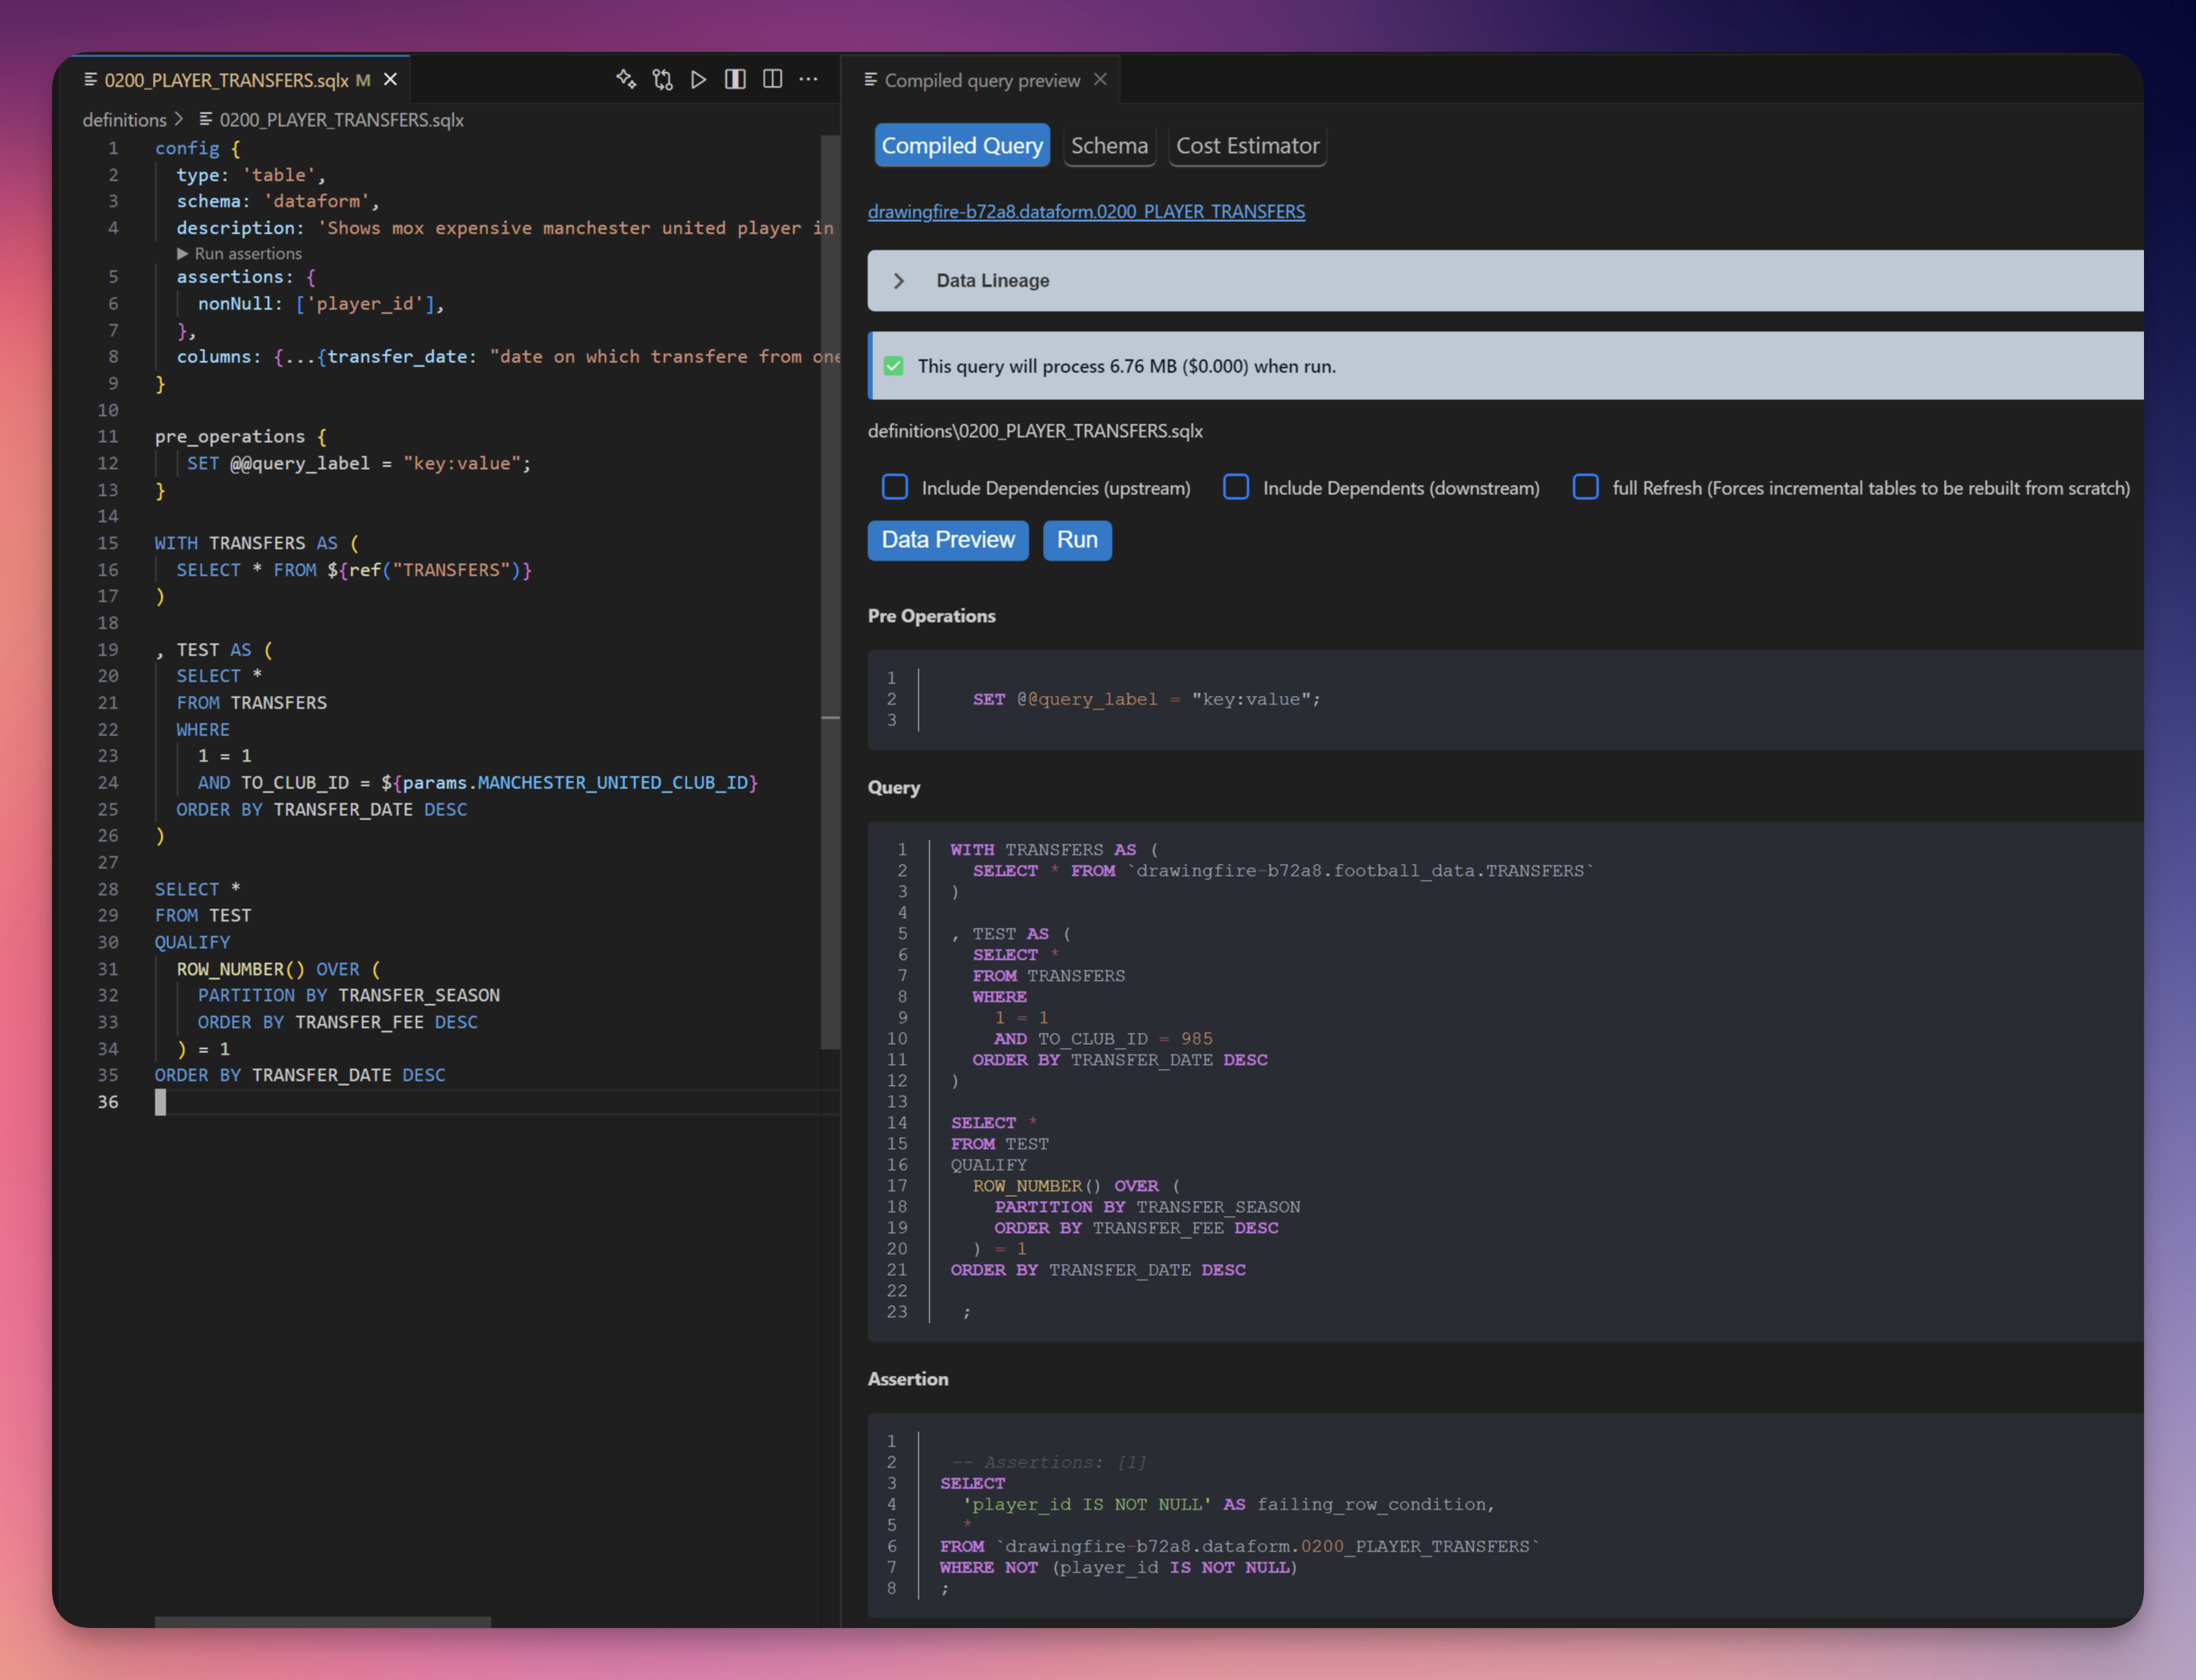 0200_PLAYER_TRANSFERS.sqlx M
definitions > 0200_PLAYER_TRANSFERS.sqlx
1 config {
2 type: 'table',
3 schema: 'dataform',
4 description: 'Shows mox expensive manchester united player in
Run assertions
5 assertions: {
6 nonNull: ['player_id'],
7 },
8 columns: {...{transfer_date: "date on which transfere from one
9 }
10
11 pre_operations {
12 SET @@query_label = "key:value";
13 }
14
15 WITH TRANSFERS AS (
16 SELECT * FROM ${ref("TRANSFERS")}
17 )
18
19 , TEST AS (
20 SELECT *
21 FROM TRANSFERS
22 WHERE
23 1 = 1
24 AND TO_CLUB_ID = ${params.MANCHESTER_UNITED_CLUB_ID}
25 ORDER BY TRANSFER_DATE DESC
26 )
27
28 SELECT *
29 FROM TEST
30 QUALIFY
31 ROW_NUMBER() OVER (
32 PARTITION BY TRANSFER_SEASON
33 ORDER BY TRANSFER_FEE DESC
34 ) = 1
35 ORDER BY TRANSFER_DATE DESC
36
Compiled query preview
Compiled Query Schema Cost Estimator
drawingfire-b72a8.dataform.0200_PLAYER_TRANSFERS
Data Lineage
This query will process 6.76 MB ($0.000) when run.
definitions\0200_PLAYER_TRANSFERS.sqlx
Include Dependencies (upstream) Include Dependents (downstream) full Refresh (Forces incremental tables to be rebuilt from scratch)
Data Preview Run
Pre Operations
1
2 SET @@query_label = "key:value";
3
Query
1 WITH TRANSFERS AS (
2 SELECT * FROM `drawingfire-b72a8.football_data.TRANSFERS`
3 )
4
5 , TEST AS (
6 SELECT *
7 FROM TRANSFERS
8 WHERE
9 1 = 1
10 AND TO_CLUB_ID = 985
11 ORDER BY TRANSFER_DATE DESC
12 )
13
14 SELECT *
15 FROM TEST
16 QUALIFY
17 ROW_NUMBER() OVER (
18 PARTITION BY TRANSFER_SEASON
19 ORDER BY TRANSFER_FEE DESC
20 ) = 1
21 ORDER BY TRANSFER_DATE DESC
22
23 ;
Assertion
1
2 -- Assertions: [1]
3 SELECT
4 'player_id IS NOT NULL' AS failing_row_condition,
5 *
6 FROM `drawingfire-b72a8.dataform.0200_PLAYER_TRANSFERS`
7 WHERE NOT (player_id IS NOT NULL)
8 ;